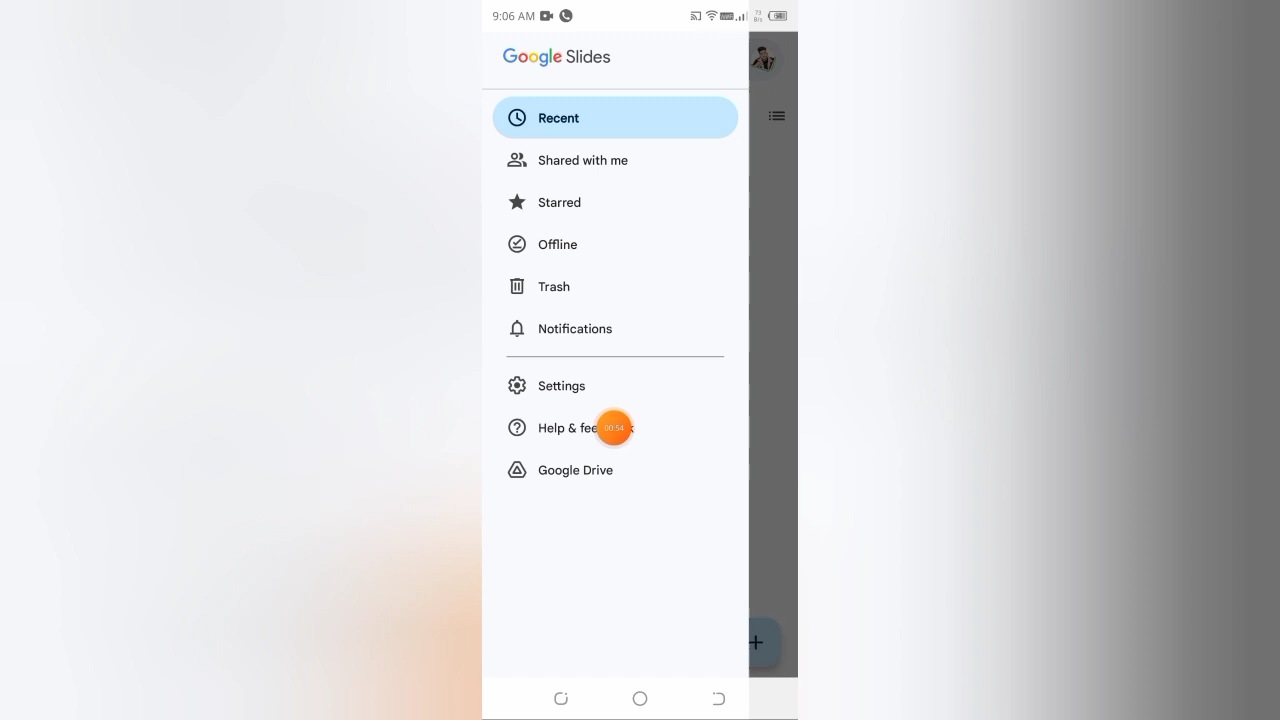 9:06 AM
Google Slides
Recent
Shared with me
Starred
Offline
Trash
Notifications
Settings
Help & fee
00:54
Google Drive